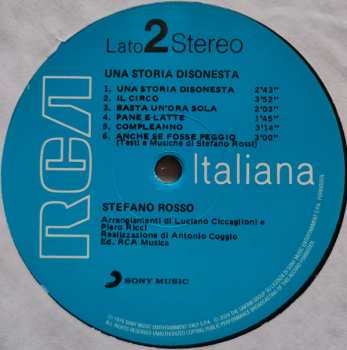 Lato 2 Stereo
UNA STORIA DISONESTA
1. UNA STORIA DISONESTA 2'43"
2. IL CIRCO 3'52"
3. BASTA UN'ORA SOLA 2'03"
4. PANE E LATTE 1'45"
5. COMPLEANNO 3'14"
6. ANCHE SE FOSSE PEGGIO 3'00"
(Testi e Musiche di Stefano Rossi)
RCA
Italiana
STEFANO ROSSO
Arrangiamenti di Luciano Ciccaglioni e
Piero Ricci
Realizzazione di Antonio Coggio
Ed. RCA Musica
SONY MUSIC